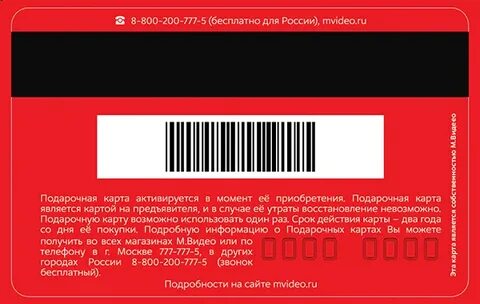 ☎ 8-800-200-777-5 (бесплатно для России), mvideo.ru
Подарочная карта активируется в момент её приобретения. Подарочная карта
является картой на предъявителя, и в случае её утраты восстановление невозможно.
Подарочную карту возможно использовать один раз. Срок действия карты – два года
со дня её покупки. Подробную информацию о Подарочных картах Вы можете
получить во всех магазинах М.Видео или по
телефону в г. Москве 777-777-5, в других
городах России 8-800-200-777-5 (звонок
бесплатный).
Подробности на сайте mvideo.ru
Эта карта является собственностью М.Видео